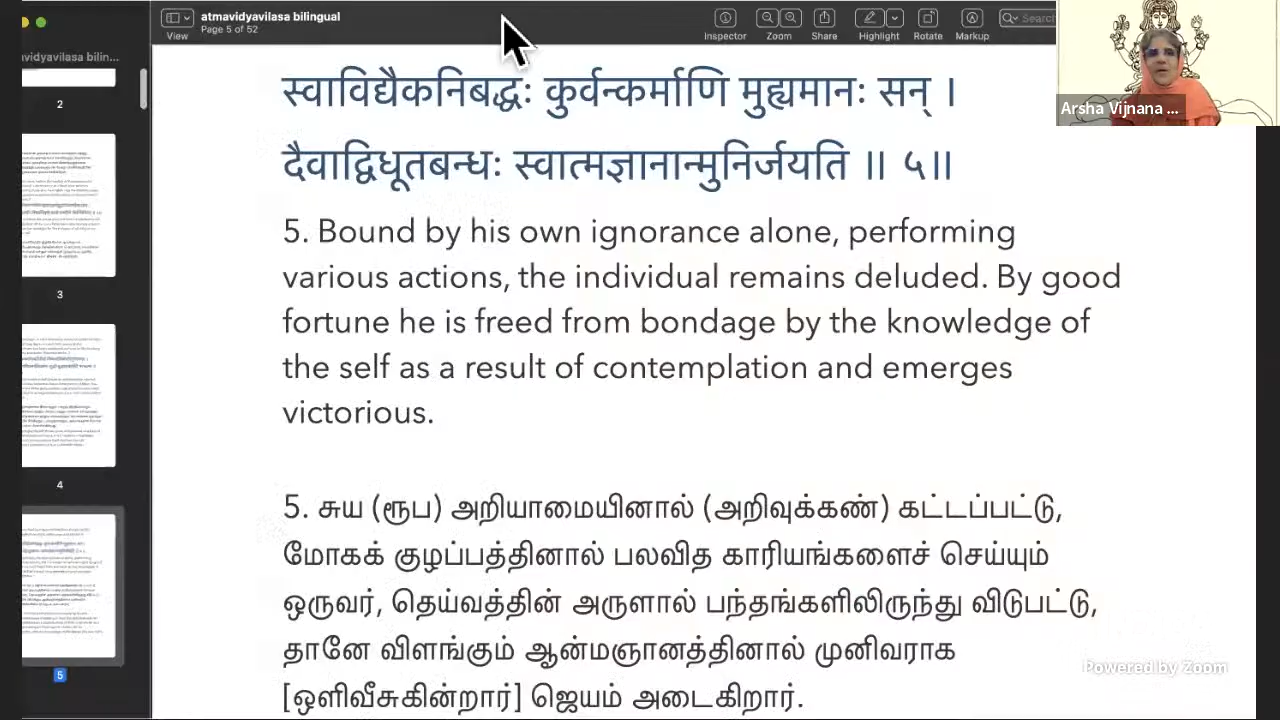 atmavidyavilasa bilingual
Page 5 of 52
View
Inspector
Zoom
Share
Highlight
Rotate
Markup
Search
vidyavilasa bilin...
2
3
4
5
Arsha Vijnana ...
स्वाविद्यैकनिबद्धः कुर्वन्कर्माणि मुह्यमानः सन् ।
दैवाद्विधूतबन्धः स्वात्मज्ञानान्मुनिर्जयति ॥ ५॥
5. Bound by his own ignorance alone, performing
various actions, the individual remains deluded. By good
fortune he is freed from bondage by the knowledge of
the self as a result of contemplation and emerges
victorious.
5. சுய (ரூப) அறியாமையினால் (அறிவுக்கண்) கட்டப்பட்டு,
மோகக் குழப்பத்தினால் பலவித காரியங்களைச் செய்யும்
ஒருவர், தெய்வத்தின் அருளால் பந்தங்களிலிருந்து விடுபட்டு,
தானே விளங்கும் ஆன்மஞானத்தினால் முனிவராக
[ஒளிவீசுகின்றார்] ஜெயம் அடைகிறார்.
Powered by Zoom